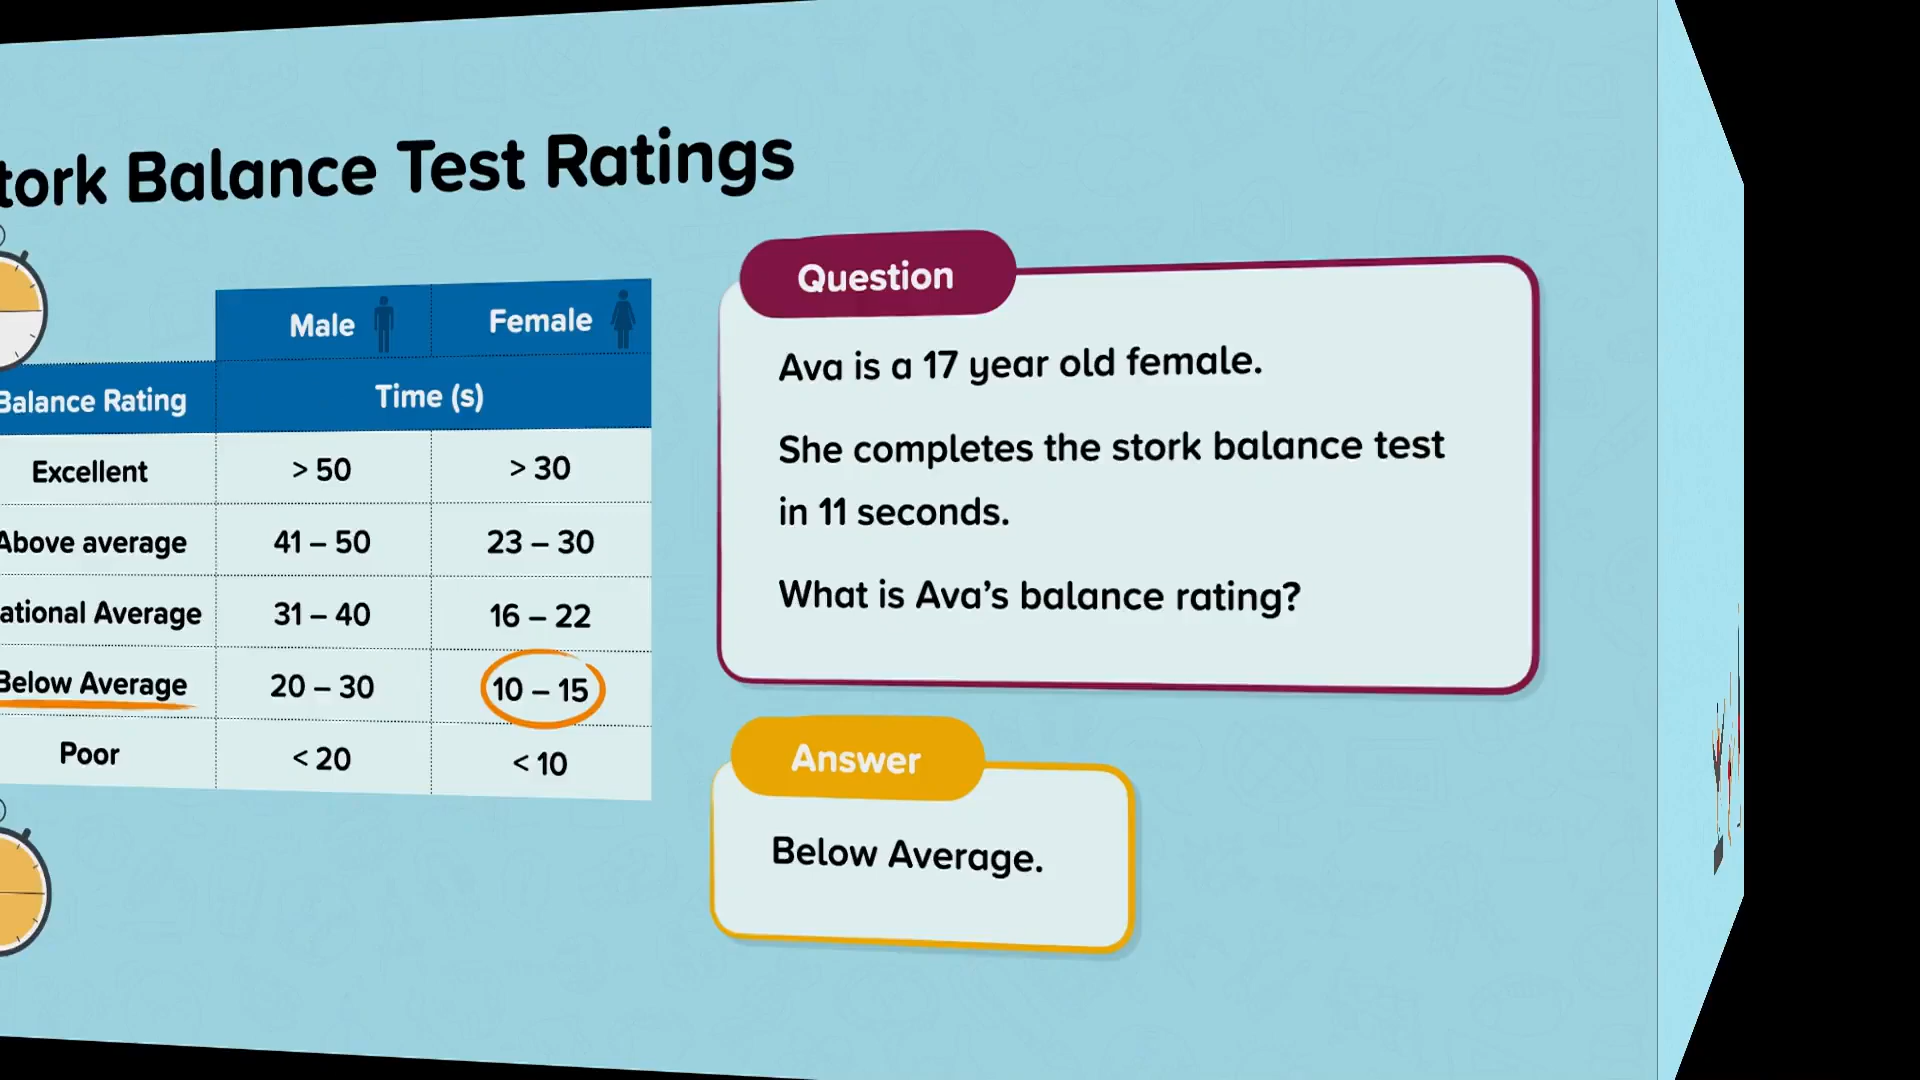 tork Balance Test Ratings
Male Female
Balance Rating Time (s)
Excellent > 50 > 30
Above average 41 – 50 23 – 30
ational Average 31 – 40 16 – 22
Below Average 20 – 30 10 – 15
Poor < 20 < 10
Question
Ava is a 17 year old female.
She completes the stork balance test
in 11 seconds.
What is Ava's balance rating?
Answer
Below Average.